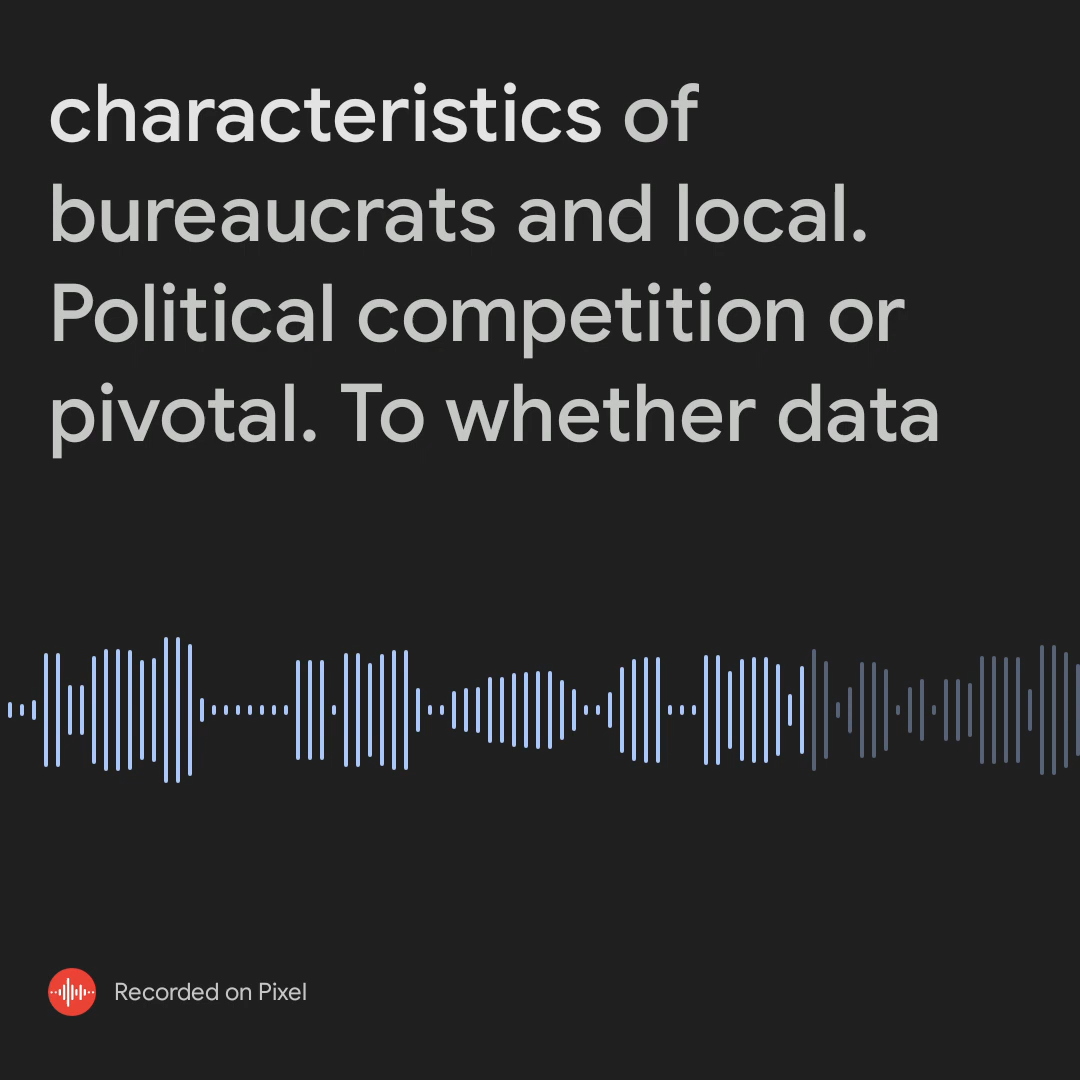 characteristics of
bureaucrats and local.
Political competition or
pivotal. To whether data
Recorded on Pixel